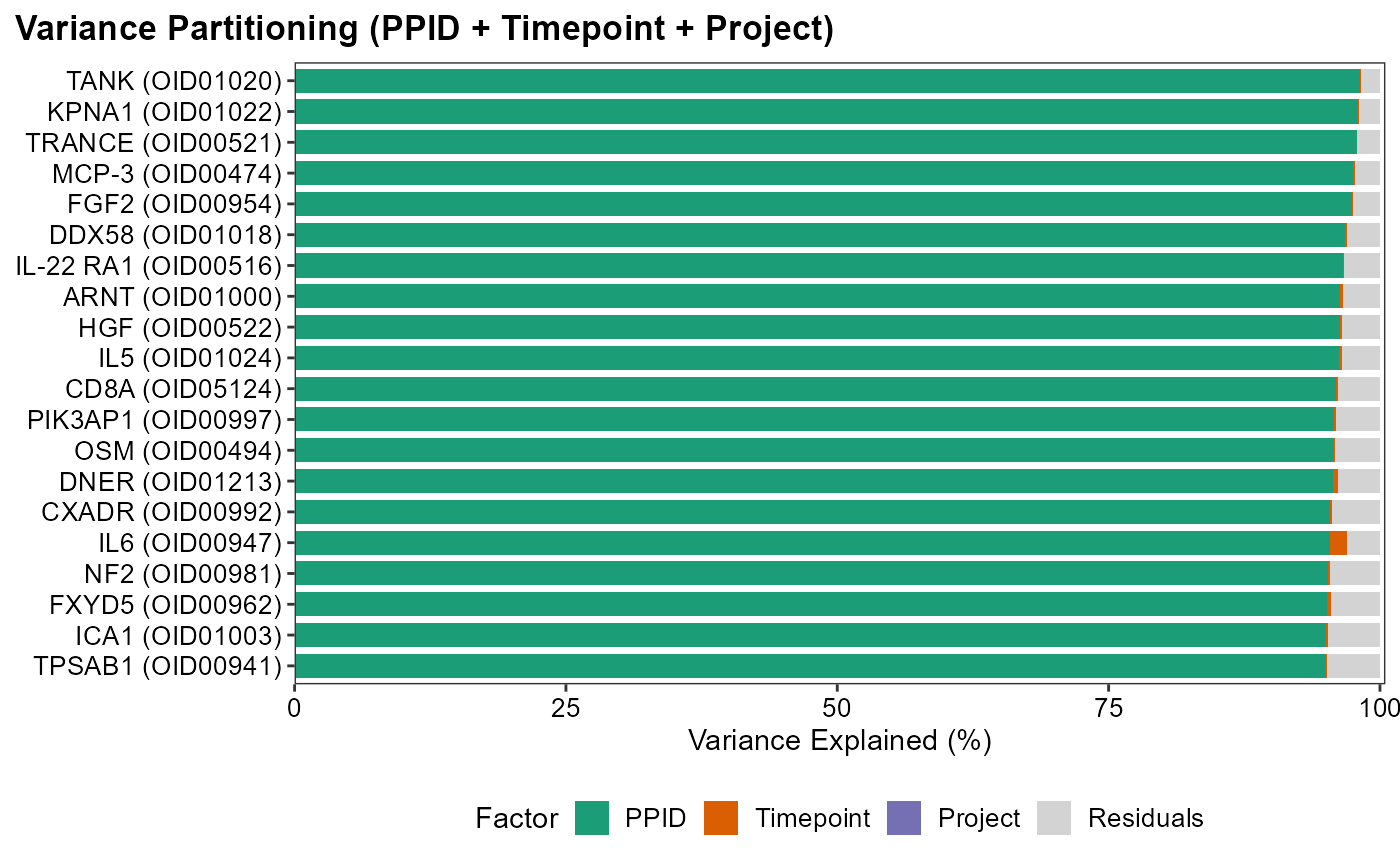 Variance Partitioning (PPID + Timepoint + Project)
TANK (OID01020)
KPNA1 (OID01022)
TRANCE (OID00521)
MCP-3 (OID00474)
FGF2 (OID00954)
DDX58 (OID01018)
IL-22 RA1 (OID00516)
ARNT (OID01000)
HGF (OID00522)
IL5 (OID01024)
CD8A (OID05124)
PIK3AP1 (OID00997)
OSM (OID00494)
DNER (OID01213)
CXADR (OID00992)
IL6 (OID00947)
NF2 (OID00981)
FXYD5 (OID00962)
ICA1 (OID01003)
TPSAB1 (OID00941)
0 25 50 75 100
Variance Explained (%)
Factor PPID Timepoint Project Residuals